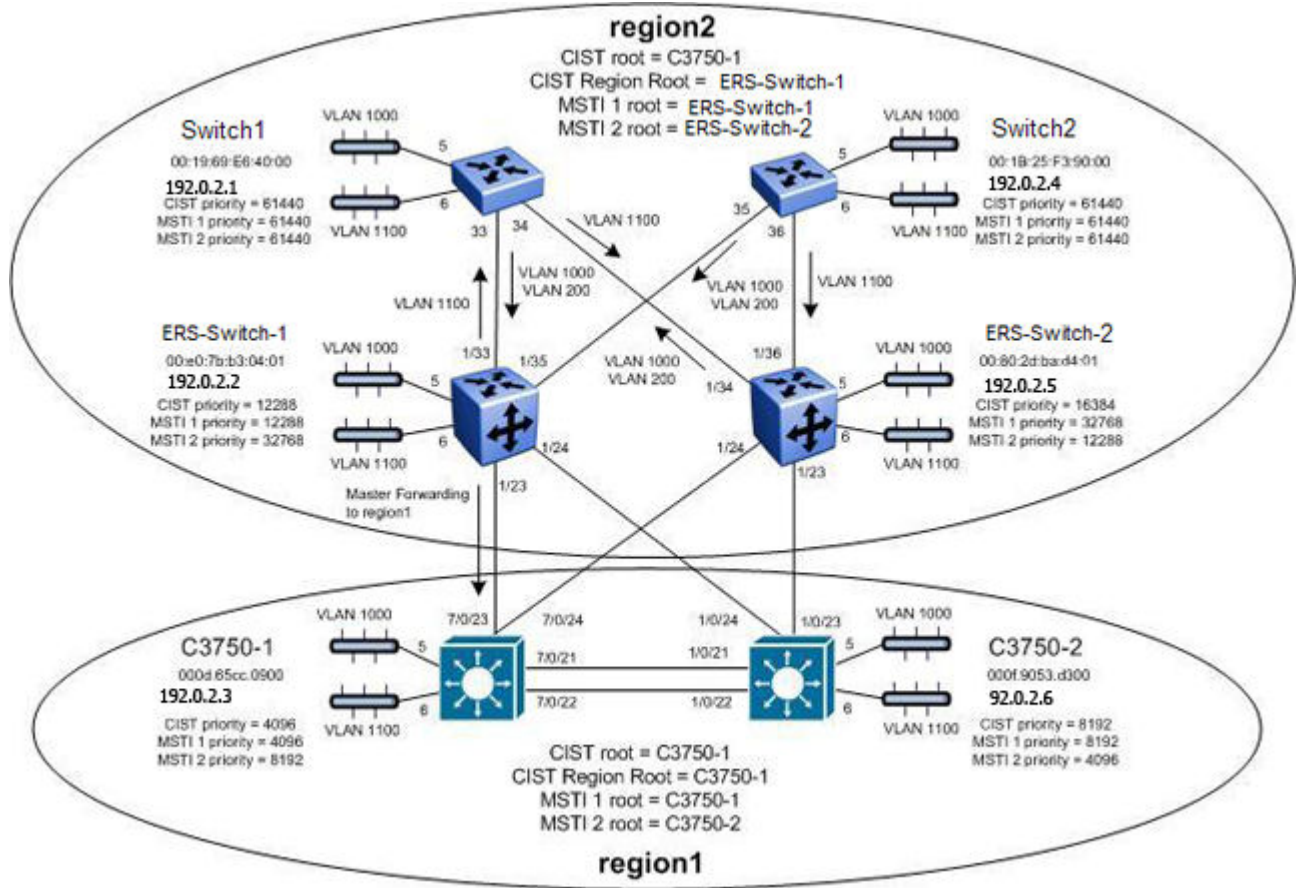 region2
CIST root = C3750-1
CIST Region Root = ERS-Switch-1
MSTI 1 root = ERS-Switch-1
MSTI 2 root = ERS-Switch-2
Switch1
00:19:69:E6:40:00
192.0.2.1
CIST priority = 61440
MSTI 1 priority = 61440
MSTI 2 priority = 61440
VLAN 1000
5
6
VLAN 1100
33
34
VLAN 1100
VLAN 1000
VLAN 200
VLAN 1100
Switch2
00:1B:25:F3:90:00
192.0.2.4
CIST priority = 61440
MSTI 1 priority = 61440
MSTI 2 priority = 61440
VLAN 1000
5
6
VLAN 1100
35
36
VLAN 1000
VLAN 200
VLAN 1100
ERS-Switch-1
00:e0:7b:b3:04:01
192.0.2.2
CIST priority = 12288
MSTI 1 priority = 12288
MSTI 2 priority = 32768
VLAN 1000
5
6
VLAN 1100
1/33
1/35
1/24
1/23
Master Forwarding
to region1
VLAN 1000
VLAN 200
ERS-Switch-2
00:80:2d:ba:d4:01
192.0.2.5
CIST priority = 16384
MSTI 1 priority = 32768
MSTI 2 priority = 12288
VLAN 1000
5
6
VLAN 1100
1/36
1/34
1/24
1/23
C3750-1
000d.65cc.0900
192.0.2.3
CIST priority = 4096
MSTI 1 priority = 4096
MSTI 2 priority = 8192
VLAN 1000
5
6
VLAN 1100
7/0/23
7/0/24
7/0/21
7/0/22
1/0/24
1/0/23
1/0/21
1/0/22
C3750-2
000f.9053.d300
92.0.2.6
CIST priority = 8192
MSTI 1 priority = 8192
MSTI 2 priority = 4096
VLAN 1000
5
6
VLAN 1100
CIST root = C3750-1
CIST Region Root = C3750-1
MSTI 1 root = C3750-1
MSTI 2 root = C3750-2
region1